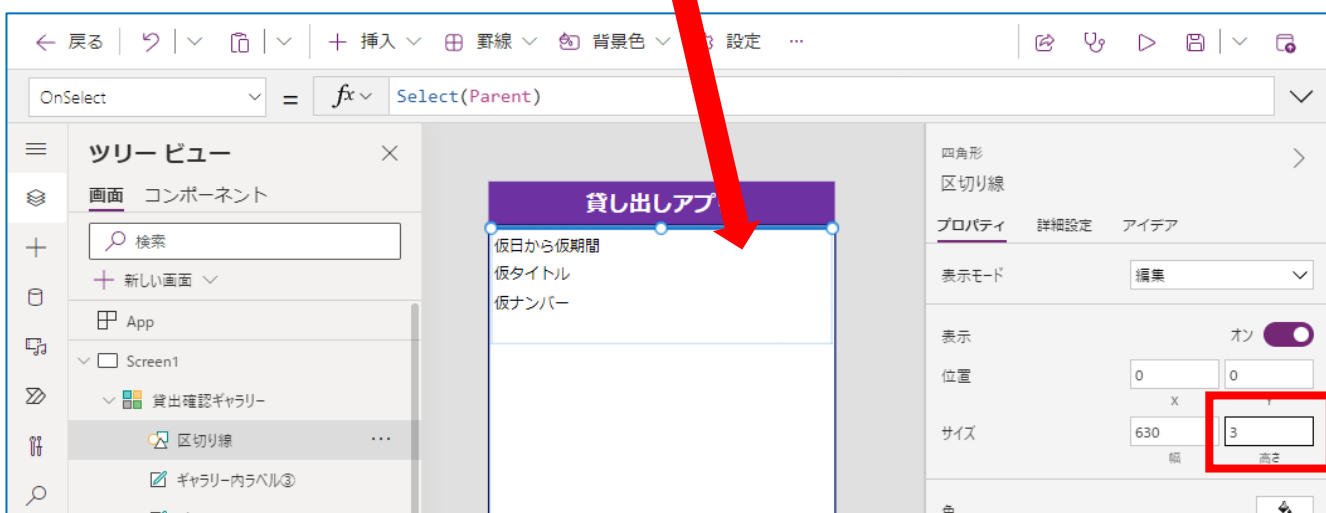 戻る 挿入 罫線 背景色 設定 …
OnSelect = fx Select(Parent)
ツリー ビュー
画面 コンポーネント
検索
新しい画面
App
Screen1
貸出確認ギャラリー
区切り線 …
ギャラリー内ラベル③
貸し出しアプ
仮日から仮期間
仮タイトル
仮ナンバー
四角形
区切り線
プロパティ 詳細設定 アイデア
表示モード 編集
表示 オン
位置 0 0
X
サイズ 630 3
幅 高さ
色